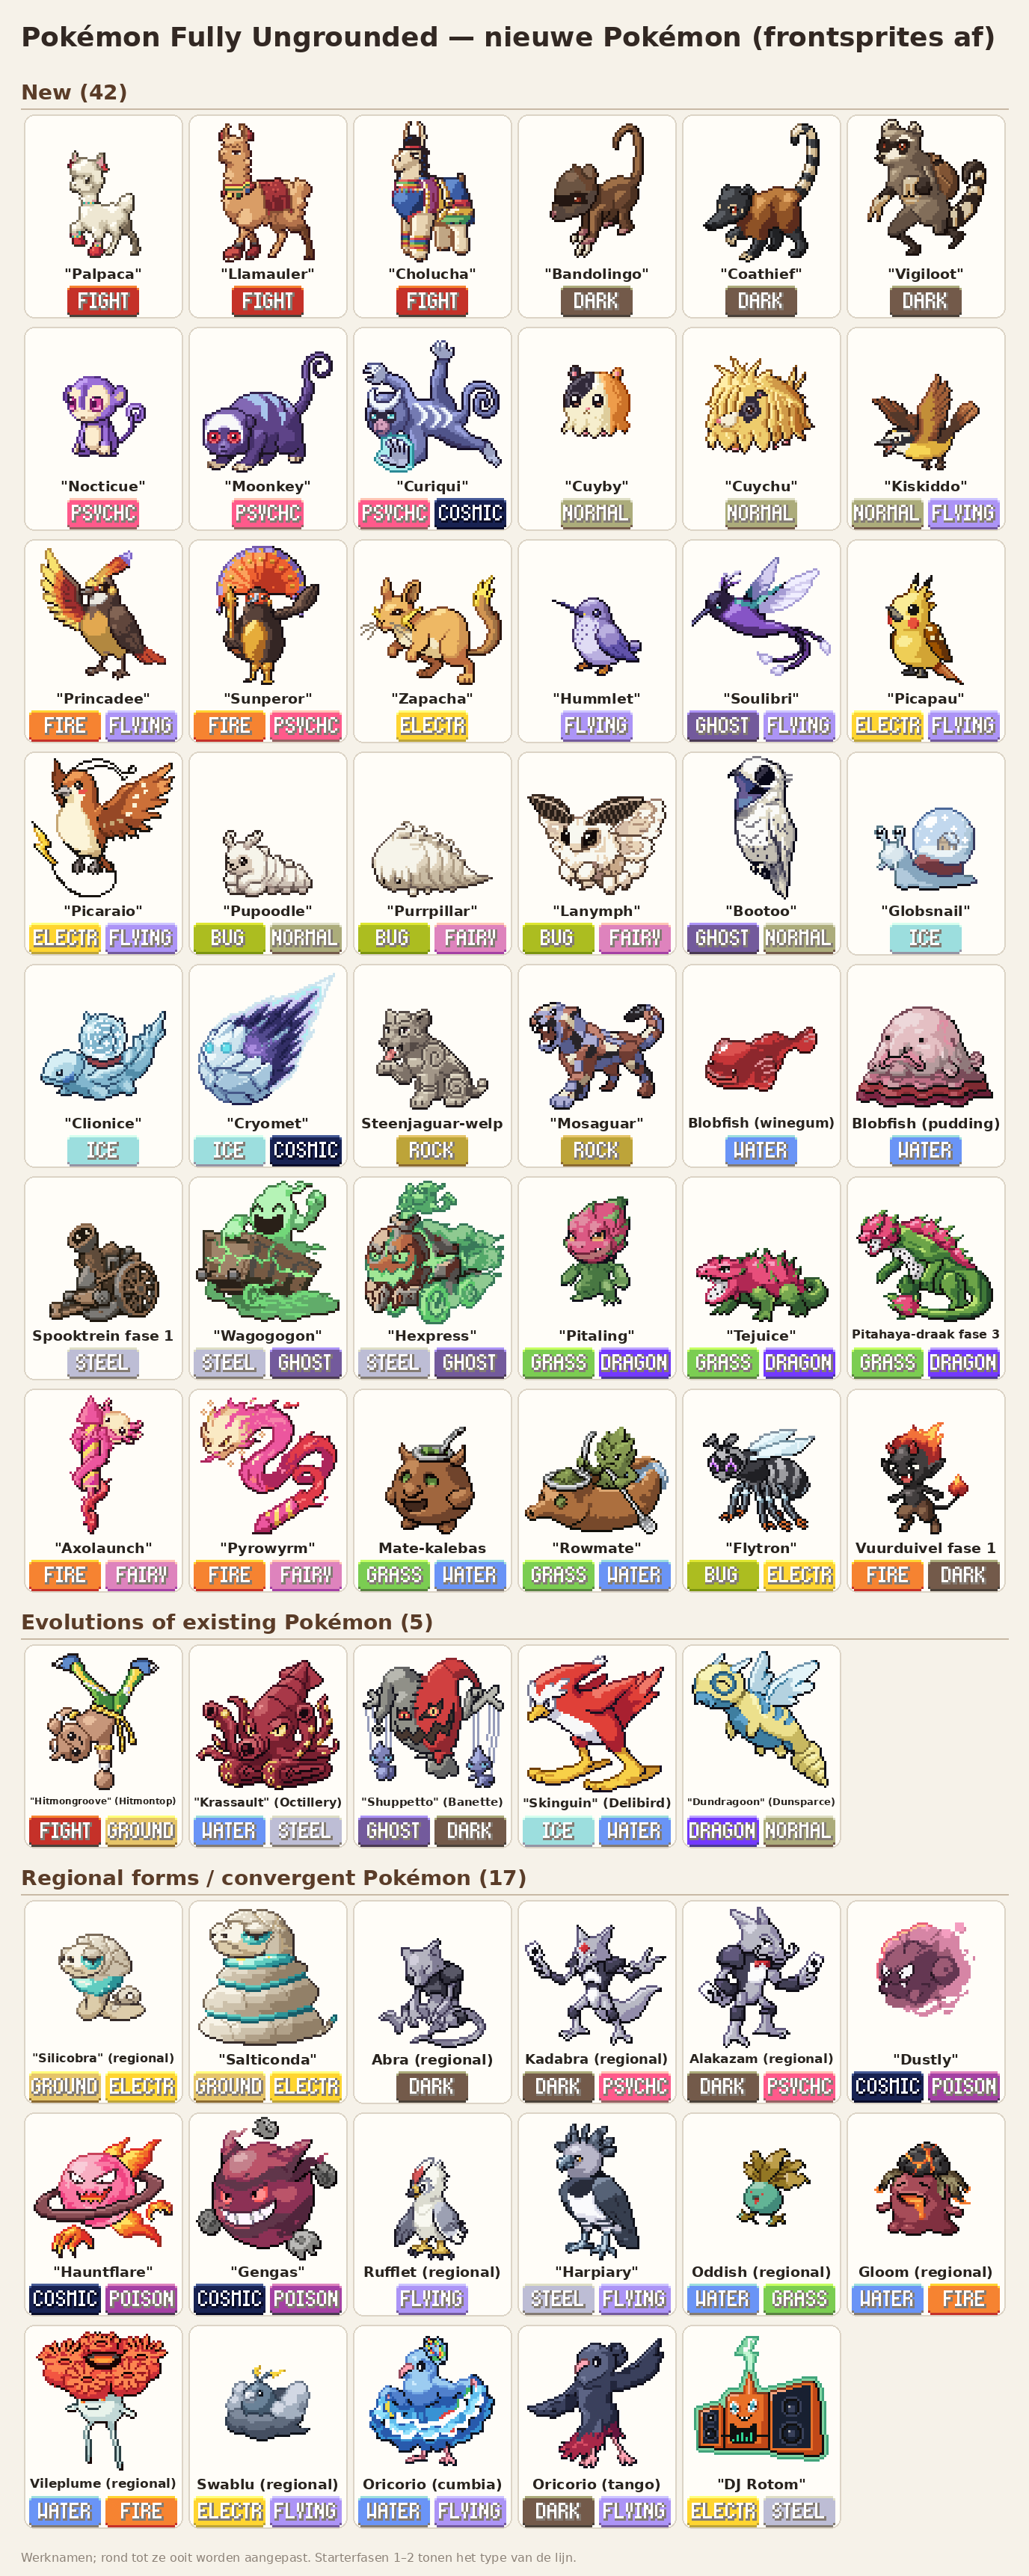 Pokémon Fully Ungrounded — nieuwe Pokémon (frontsprites af)
New (42)
"Palpaca" "Llamauler" "Cholucha" "Bandolingo" "Coathief" "Vigiloot"
FIGHT FIGHT FIGHT DARK DARK DARK
"Nocticue" "Moonkey" "Curiqui" "Cuyby" "Cuychu" "Kiskiddo"
PSYCHC PSYCHC PSYCHC COSMIC NORMAL NORMAL NORMAL FLYING
"Princadee" "Sunperor" "Zapacha" "Hummlet" "Soulibri" "Picapau"
FIRE FLYING FIRE PSYCHC ELECTR FLYING GHOST FLYING ELECTR FLYING
"Picaraio" "Pupoodle" "Purrpillar" "Lanymph" "Bootoo" "Globsnail"
ELECTR FLYING BUG NORMAL BUG FAIRY BUG FAIRY GHOST NORMAL ICE
"Clionice" "Cryomet" Steenjaguar-welp "Mosaguar" Blobfish (winegum) Blobfish (pudding)
ICE ICE COSMIC ROCK ROCK WATER WATER
Spooktrein fase 1 "Wagogogon" "Hexpress" "Pitaling" "Tejuice" Pitahaya-draak fase 3
STEEL STEEL GHOST STEEL GHOST GRASS DRAGON GRASS DRAGON GRASS DRAGON
"Axolaunch" "Pyrowyrm" Mate-kalebas "Rowmate" "Flytron" Vuurduivel fase 1
FIRE FAIRY FIRE FAIRY GRASS WATER GRASS WATER BUG ELECTR FIRE DARK
Evolutions of existing Pokémon (5)
"Hitmongroove" (Hitmontop) "Krassault" (Octillery) "Shuppetto" (Banette) "Skinguin" (Delibird) "Dundragoon" (Dunsparce)
FIGHT GROUND WATER STEEL GHOST DARK ICE WATER DRAGON NORMAL
Regional forms / convergent Pokémon (17)
"Silicobra" (regional) "Salticonda" Abra (regional) Kadabra (regional) Alakazam (regional) "Dustly"
GROUND ELECTR GROUND ELECTR DARK DARK PSYCHC DARK PSYCHC COSMIC POISON
"Hauntflare" "Gengas" Rufflet (regional) "Harpiary" Oddish (regional) Gloom (regional)
COSMIC POISON COSMIC POISON FLYING STEEL FLYING WATER GRASS WATER FIRE
Vileplume (regional) Swablu (regional) Oricorio (cumbia) Oricorio (tango) "DJ Rotom"
WATER FIRE ELECTR FLYING WATER FLYING DARK FLYING ELECTR STEEL
Werknamen; rond tot ze ooit worden aangepast. Starterfasen 1–2 tonen het type van de lijn.